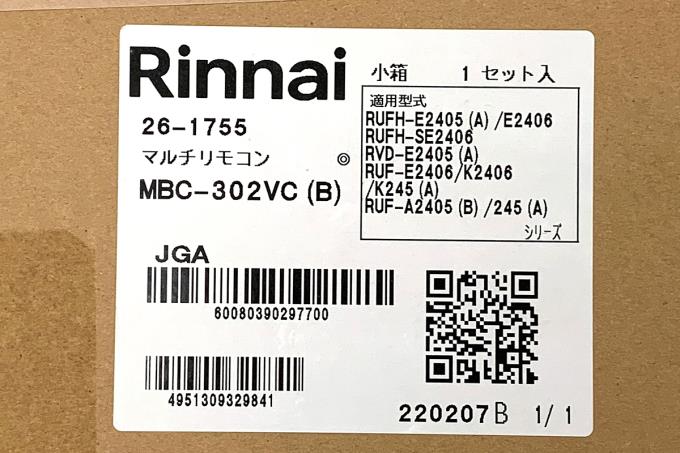 Rinnai
小箱 1 セット入
26-1755
マルチリモコン ◎
MBC-302VC (B)
適用型式
RUFH-E2405 (A) /E2406
RUFH-SE2406
RVD-E2405 (A)
RUF-E2406/K2406
/K245 (A)
RUF-A2405 (B) /245 (A)
シリーズ
JGA
60080390297700
4951309329841
220207B 1/1